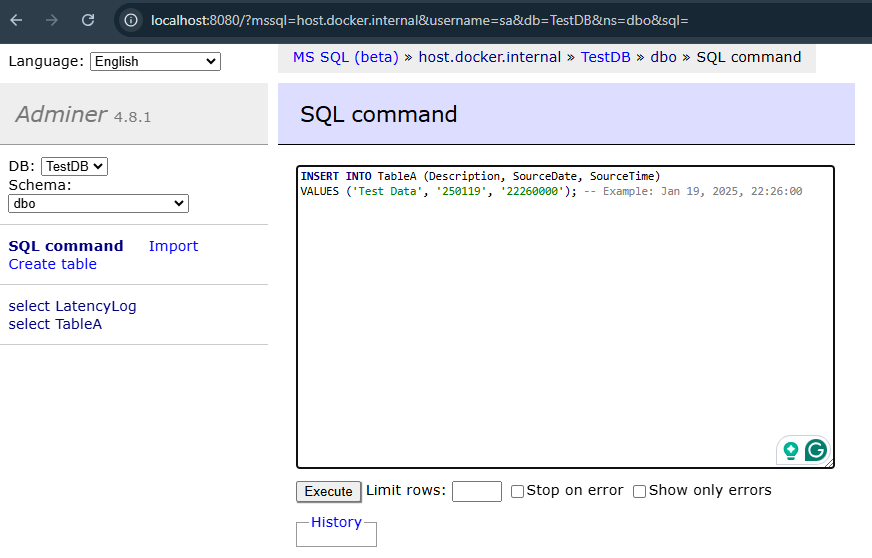 localhost:8080/?mssql=host.docker.internal&username=sa&db=TestDB&ns=dbo&sql=
Language: English
MS SQL (beta) » host.docker.internal » TestDB » dbo » SQL command
Adminer 4.8.1
SQL command
DB: TestDB
Schema:
dbo
SQL command Import
Create table
select LatencyLog
select TableA
INSERT INTO TableA (Description, SourceDate, SourceTime)
VALUES ('Test Data', '250119', '22260000'); -- Example: Jan 19, 2025, 22:26:00
Execute Limit rows: Stop on error Show only errors
History